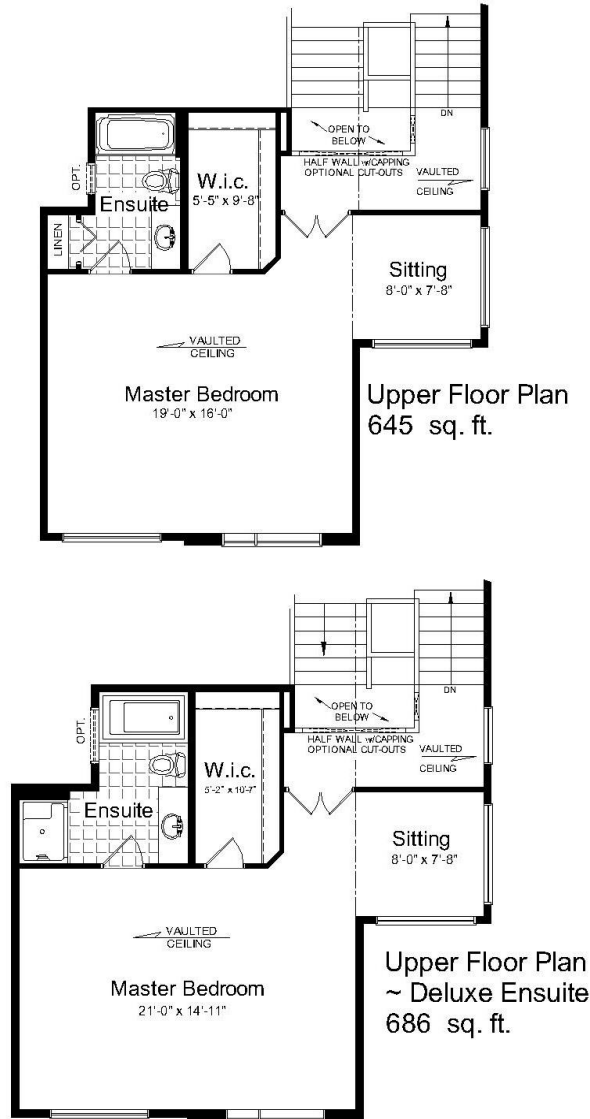 DN
OPEN TO
BELOW
HALF WALL w/CAPPING
OPTIONAL CUT-OUTS
VAULTED
CEILING
OPT.
W.i.c.
5'-5" x 9'-8"
Ensuite
LINEN
Sitting
8'-0" x 7'-8"
VAULTED
CEILING
Master Bedroom
19'-0" x 16'-0"
Upper Floor Plan
645 sq. ft.
DN
OPEN TO
BELOW
HALF WALL w/CAPPING
OPTIONAL CUT-OUTS
VAULTED
CEILING
OPT.
W.i.c.
5'-2" x 10'-7"
Ensuite
Sitting
8'-0" x 7'-8"
VAULTED
CEILING
Master Bedroom
21'-0" x 14'-11"
Upper Floor Plan
~ Deluxe Ensuite
686 sq. ft.